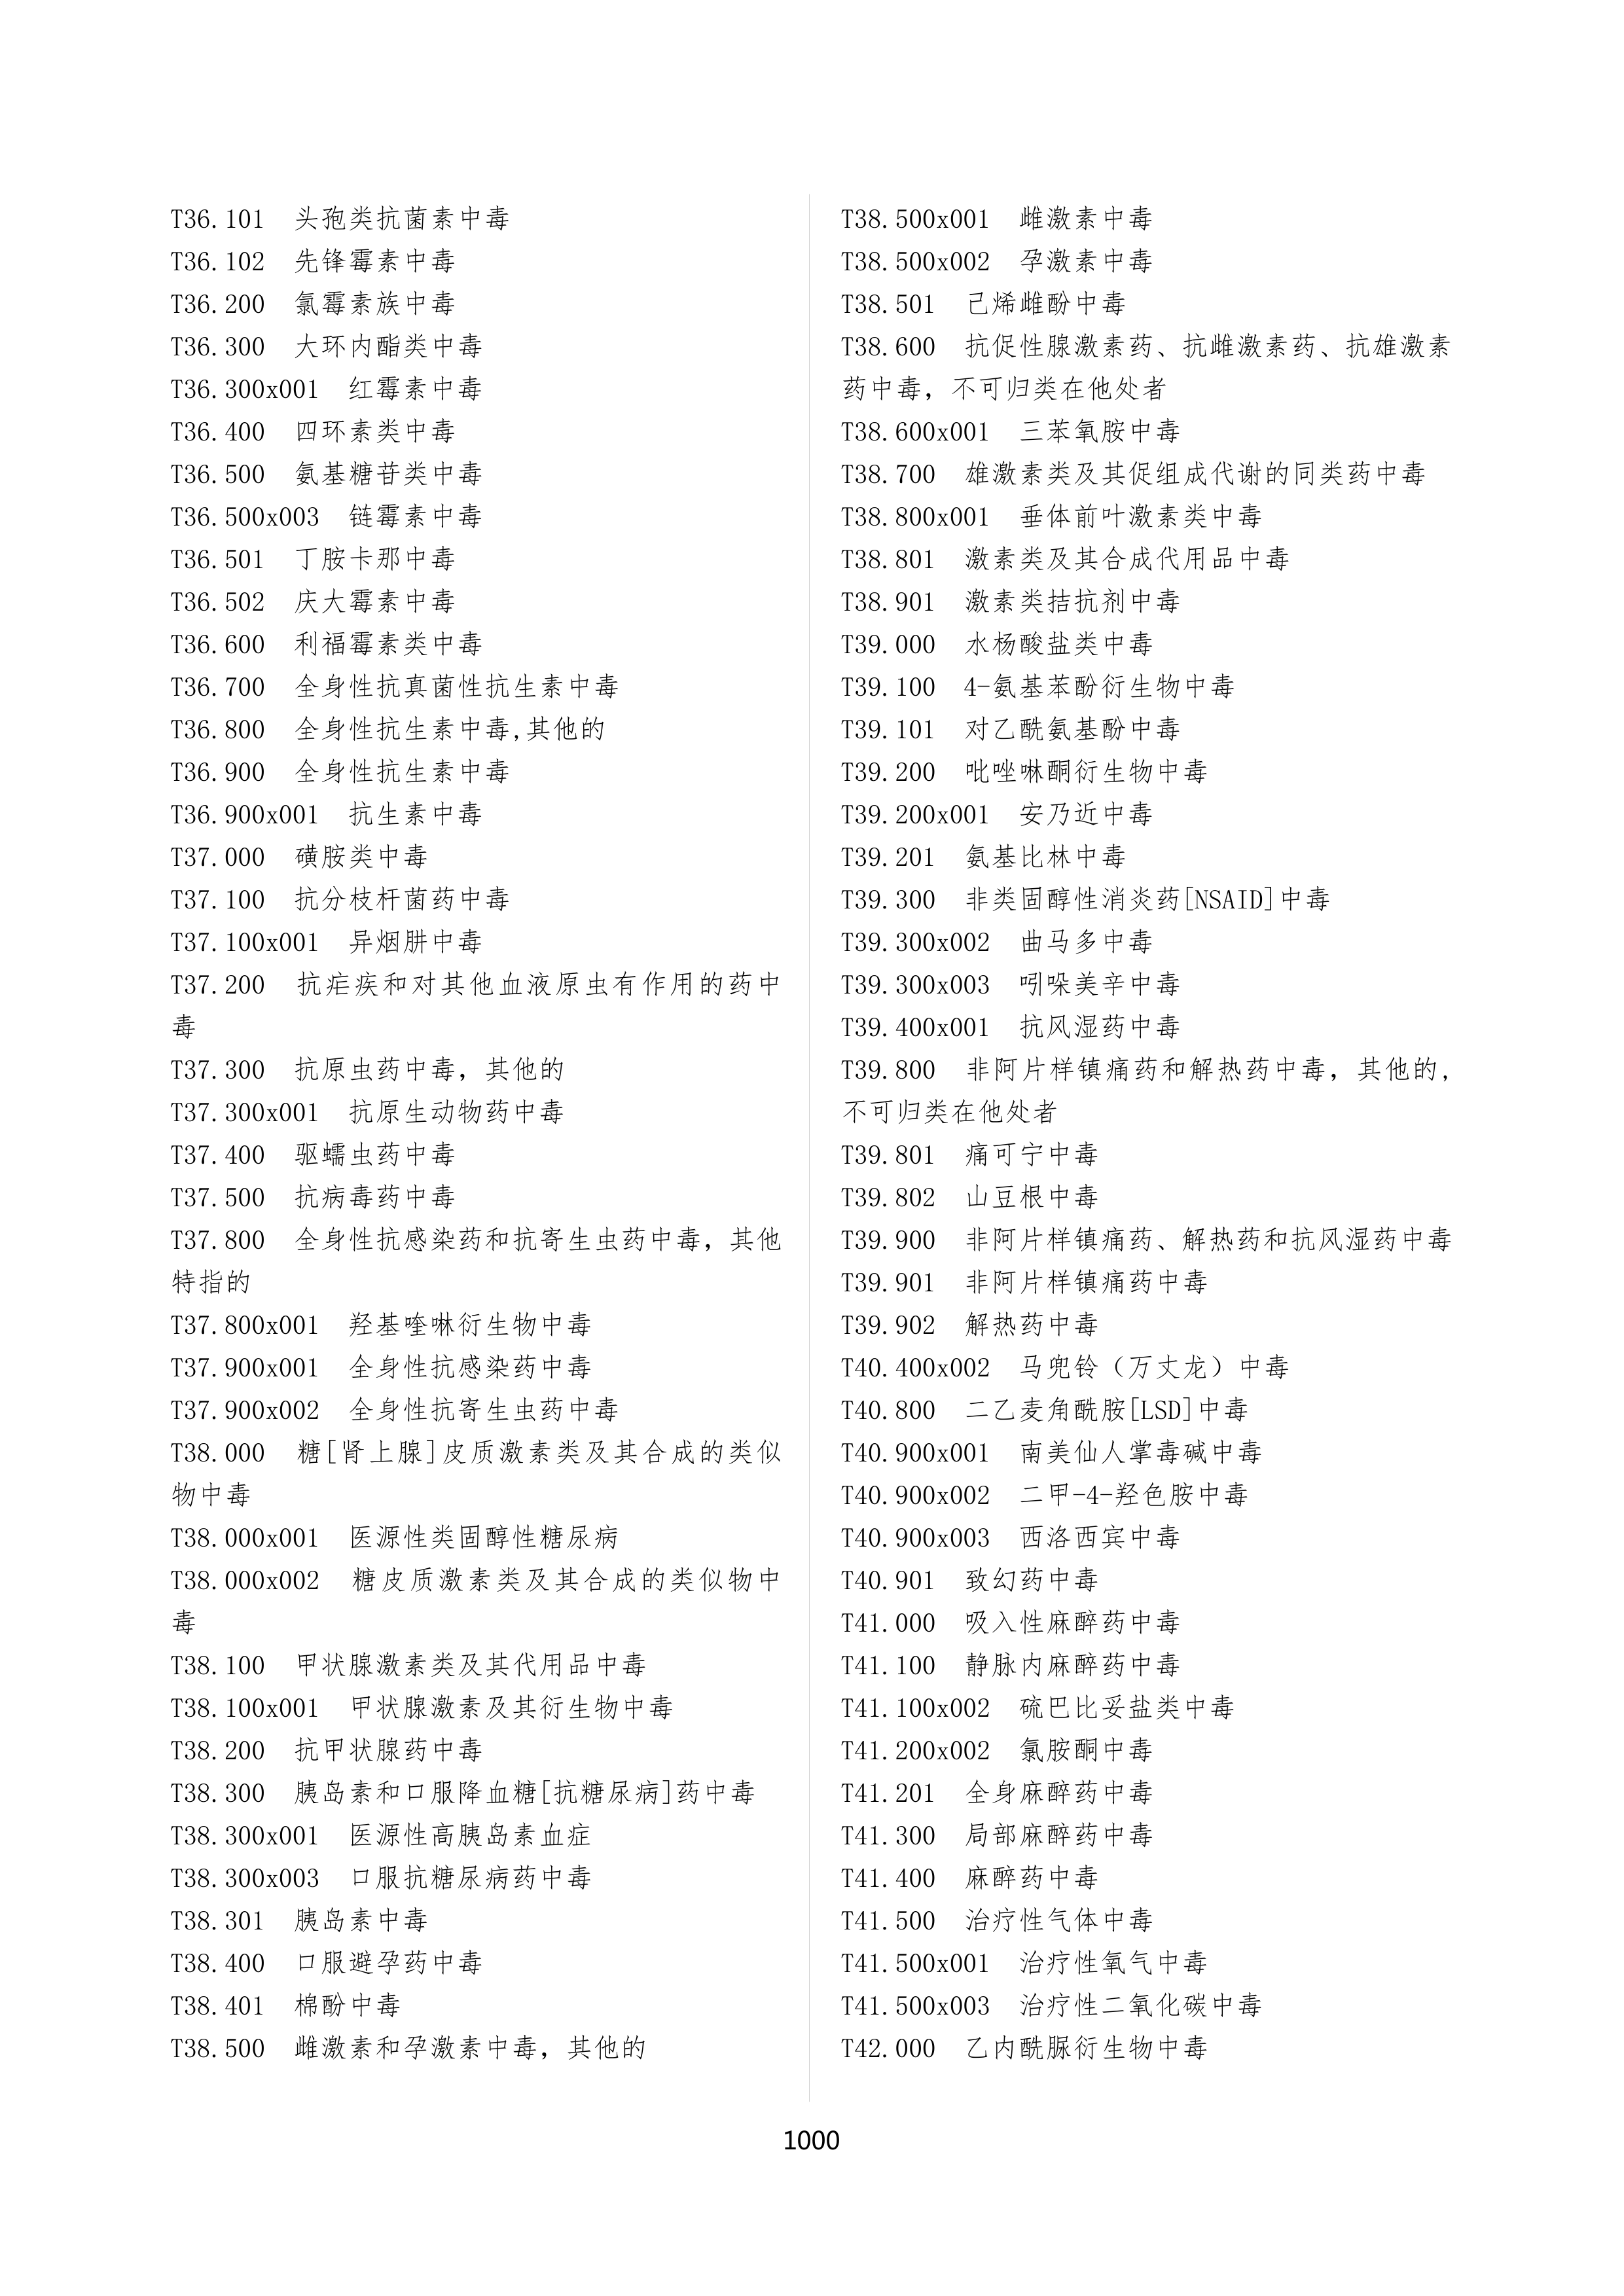 T36.101 头孢类抗菌素中毒
T36.102 先锋霉素中毒
T36.200 氯霉素族中毒
T36.300 大环内酯类中毒
T36.300x001 红霉素中毒
T36.400 四环素类中毒
T36.500 氨基糖苷类中毒
T36.500x003 链霉素中毒
T36.501 丁胺卡那中毒
T36.502 庆大霉素中毒
T36.600 利福霉素类中毒
T36.700 全身性抗真菌性抗生素中毒
T36.800 全身性抗生素中毒,其他的
T36.900 全身性抗生素中毒
T36.900x001 抗生素中毒
T37.000 磺胺类中毒
T37.100 抗分枝杆菌药中毒
T37.100x001 异烟肼中毒
T37.200 抗疟疾和对其他血液原虫有作用的药中
毒
T37.300 抗原虫药中毒，其他的
T37.300x001 抗原生动物药中毒
T37.400 驱蠕虫药中毒
T37.500 抗病毒药中毒
T37.800 全身性抗感染药和抗寄生虫药中毒，其他
特指的
T37.800x001 羟基喹啉衍生物中毒
T37.900x001 全身性抗感染药中毒
T37.900x002 全身性抗寄生虫药中毒
T38.000 糖[肾上腺]皮质激素类及其合成的类似
物中毒
T38.000x001 医源性类固醇性糖尿病
T38.000x002 糖皮质激素类及其合成的类似物中
毒
T38.100 甲状腺激素类及其代用品中毒
T38.100x001 甲状腺激素及其衍生物中毒
T38.200 抗甲状腺药中毒
T38.300 胰岛素和口服降血糖[抗糖尿病]药中毒
T38.300x001 医源性高胰岛素血症
T38.300x003 口服抗糖尿病药中毒
T38.301 胰岛素中毒
T38.400 口服避孕药中毒
T38.401 棉酚中毒
T38.500 雌激素和孕激素中毒，其他的
T38.500x001 雌激素中毒
T38.500x002 孕激素中毒
T38.501 己烯雌酚中毒
T38.600 抗促性腺激素药、抗雌激素药、抗雄激素
药中毒，不可归类在他处者
T38.600x001 三苯氧胺中毒
T38.700 雄激素类及其促组成代谢的同类药中毒
T38.800x001 垂体前叶激素类中毒
T38.801 激素类及其合成代用品中毒
T38.901 激素类拮抗剂中毒
T39.000 水杨酸盐类中毒
T39.100 4-氨基苯酚衍生物中毒
T39.101 对乙酰氨基酚中毒
T39.200 吡唑啉酮衍生物中毒
T39.200x001 安乃近中毒
T39.201 氨基比林中毒
T39.300 非类固醇性消炎药[NSAID]中毒
T39.300x002 曲马多中毒
T39.300x003 吲哚美辛中毒
T39.400x001 抗风湿药中毒
T39.800 非阿片样镇痛药和解热药中毒，其他的，
不可归类在他处者
T39.801 痛可宁中毒
T39.802 山豆根中毒
T39.900 非阿片样镇痛药、解热药和抗风湿药中毒
T39.901 非阿片样镇痛药中毒
T39.902 解热药中毒
T40.400x002 马兜铃（万丈龙）中毒
T40.800 二乙麦角酰胺[LSD]中毒
T40.900x001 南美仙人掌毒碱中毒
T40.900x002 二甲-4-羟色胺中毒
T40.900x003 西洛西宾中毒
T40.901 致幻药中毒
T41.000 吸入性麻醉药中毒
T41.100 静脉内麻醉药中毒
T41.100x002 硫巴比妥盐类中毒
T41.200x002 氯胺酮中毒
T41.201 全身麻醉药中毒
T41.300 局部麻醉药中毒
T41.400 麻醉药中毒
T41.500 治疗性气体中毒
T41.500x001 治疗性氧气中毒
T41.500x003 治疗性二氧化碳中毒
T42.000 乙内酰脲衍生物中毒
1000